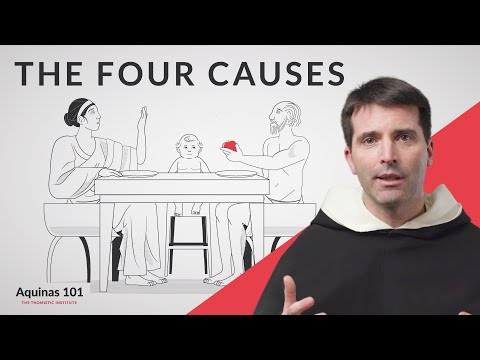 THE FOUR CAUSES
Aquinas 101
THE THOMISTIC INSTITUTE